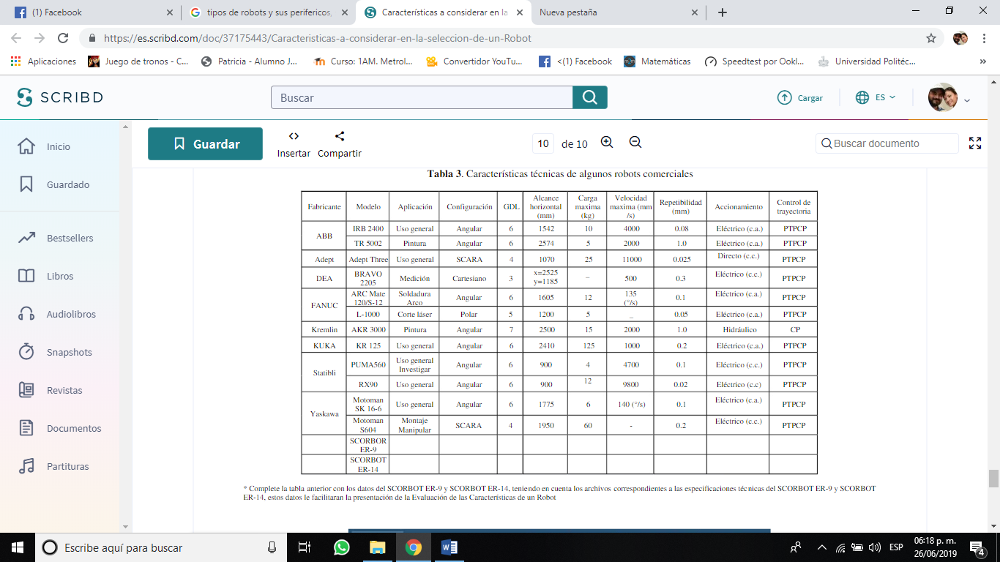 (1) Facebook
tipos de robots y sus perifericos,
Características a considerar en la
Nueva pestaña
https://es.scribd.com/doc/37175443/Caracteristicas-a-considerar-en-la-seleccion-de-un-Robot
Aplicaciones
Juego de tronos - C...
Patricia - Alumno J...
Curso: 1AM. Metrol...
Convertidor YouTu...
<(1) Facebook
Matemáticas
Speedtest por Ookl...
Universidad Politéc...
»
SCRIBD
Buscar
Cargar
ES
Inicio
Guardado
Bestsellers
Libros
Audiolibros
Snapshots
Revistas
Documentos
Partituras
Guardar
Insertar
Compartir
10 de 10
Buscar documento
Tabla 3. Características técnicas de algunos robots comerciales
Fabricante Modelo Aplicación Configuración GDL Alcance horizontal (mm) Carga maxima (kg) Velocidad maxima (mm /s) Repetibilidad (mm) Accionamiento Control de trayectoria
ABB IRB 2400 Uso general Angular 6 1542 10 4000 0.08 Eléctrico (c.a.) PTPCP
TR 5002 Pintura Angular 6 2574 5 2000 1.0 Eléctrico (c.a.) PTPCP
Adept Adept Three Uso general SCARA 4 1070 25 11000 0.025 Directo (c.c.) PTPCP
DEA BRAVO 2205 Medición Cartesiano 3 x=2525 y=1185 – 500 0.3 Eléctrico (c.c.) PTPCP
FANUC ARC Mate 120/S-12 Soldadura Arco Angular 6 1605 12 135 (°/s) 0.1 Eléctrico (c.a.) PTPCP
L-1000 Corte láser Polar 5 1200 5 _ 0.05 Eléctrico (c.a.) PTPCP
Kremlin AKR 3000 Pintura Angular 7 2500 15 2000 1.0 Hidráulico CP
KUKA KR 125 Uso general Angular 6 2410 125 1000 0.2 Eléctrico (c.a.) PTPCP
Statibli PUMA560 Uso general Investigar Angular 6 900 4 4700 0.1 Eléctrico (c.c.) PTPCP
RX90 Uso general Angular 6 900 12 9800 0.02 Eléctrico (c.c) PTPCP
Yaskawa Motoman SK 16-6 Uso general Angular 6 1775 6 140 (°/s) 0.1 Eléctrico (c.a.) PTPCP
Motoman S604 Montaje Manipular SCARA 4 1950 60 - 0.2 Eléctrico (c.c.) PTPCP
SCORBOR ER-9
SCORBOT ER-14
* Complete la tabla anterior con los datos del SCORBOT ER-9 y SCORBOT ER-14, teniendo en cuenta los archivos correspondientes a las especificaciones técnicas del SCORBOT ER-9 y SCORBOT
ER-14, estos datos le facilitaran la presentación de la Evaluación de las Características de un Robot
Escribe aquí para buscar
ESP
06:18 p. m.
26/06/2019
4